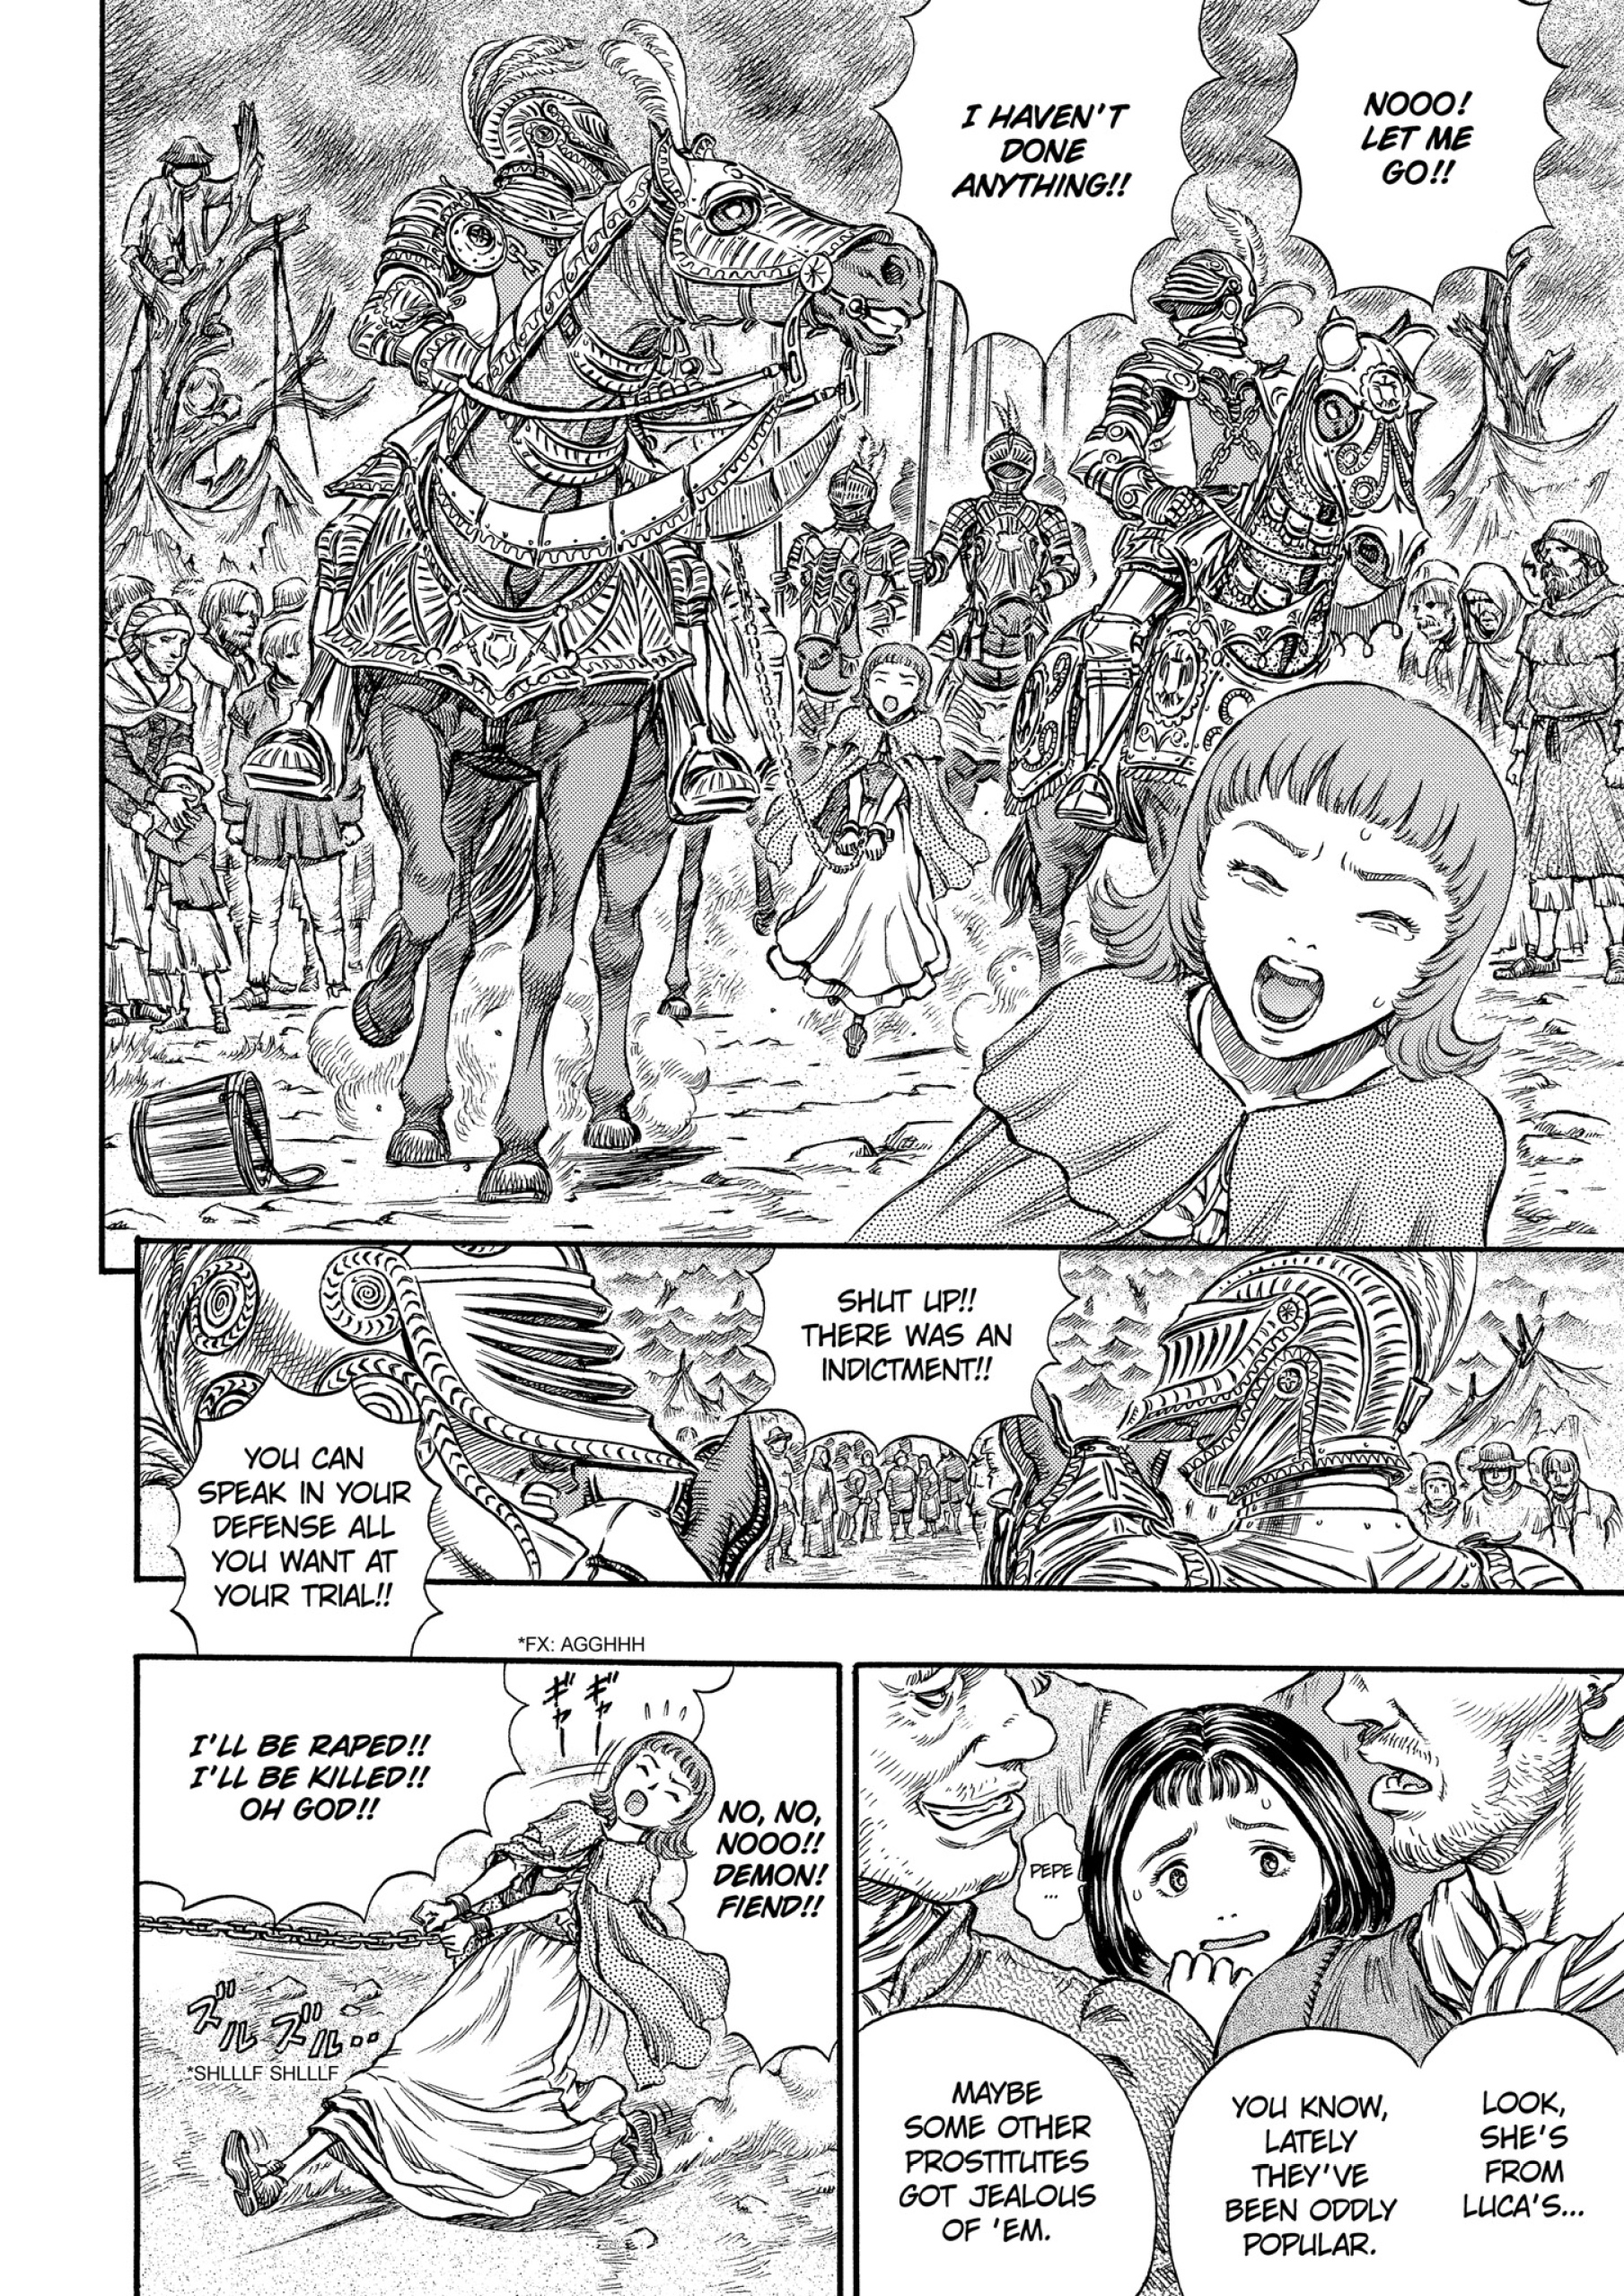 NOOO!
LET ME
GO!!
I HAVEN'T
DONE
ANYTHING!!
SHUT UP!!
THERE WAS AN
INDICTMENT!!
YOU CAN
SPEAK IN YOUR
DEFENSE ALL
YOU WANT AT
YOUR TRIAL!!
LOOK,
SHE'S
FROM
LUCA'S...
YOU KNOW,
LATELY
THEY'VE
BEEN ODDLY
POPULAR.
PEPE
...
MAYBE
SOME OTHER
PROSTITUTES
GOT JEALOUS
OF 'EM.
*FX: AGGHHH
ギャー
ギャー
NO, NO,
NOOO!!
DEMON!
FIEND!!
I'LL BE RAPED!!
I'LL BE KILLED!!
OH GOD!!
ズルズル..
*SHLLLF SHLLLF